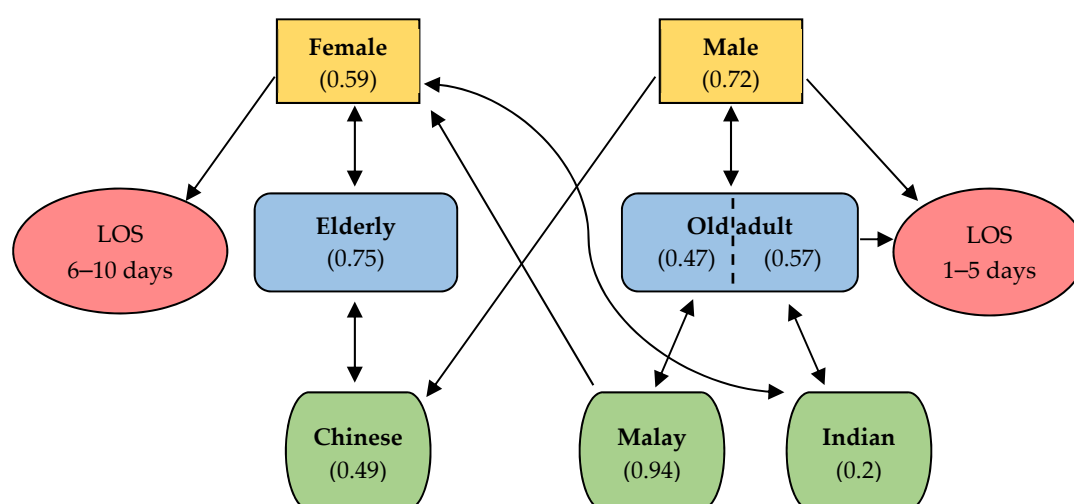 Female
(0.59)
Male
(0.72)
LOS
6–10 days
Elderly
(0.75)
Old adult
(0.47) (0.57)
LOS
1–5 days
Chinese
(0.49)
Malay
(0.94)
Indian
(0.2)